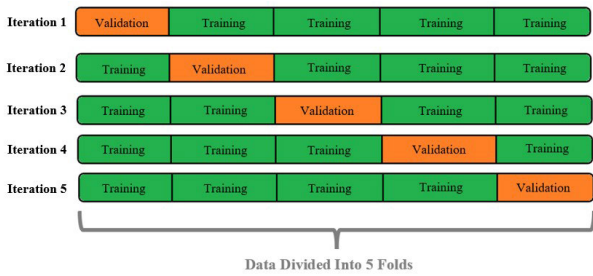 Iteration 1 Validation Training Training Training Training
Iteration 2 Training Validation Training Training Training
Iteration 3 Training Training Validation Training Training
Iteration 4 Training Training Training Validation Training
Iteration 5 Training Training Training Training Validation
Data Divided Into 5 Folds